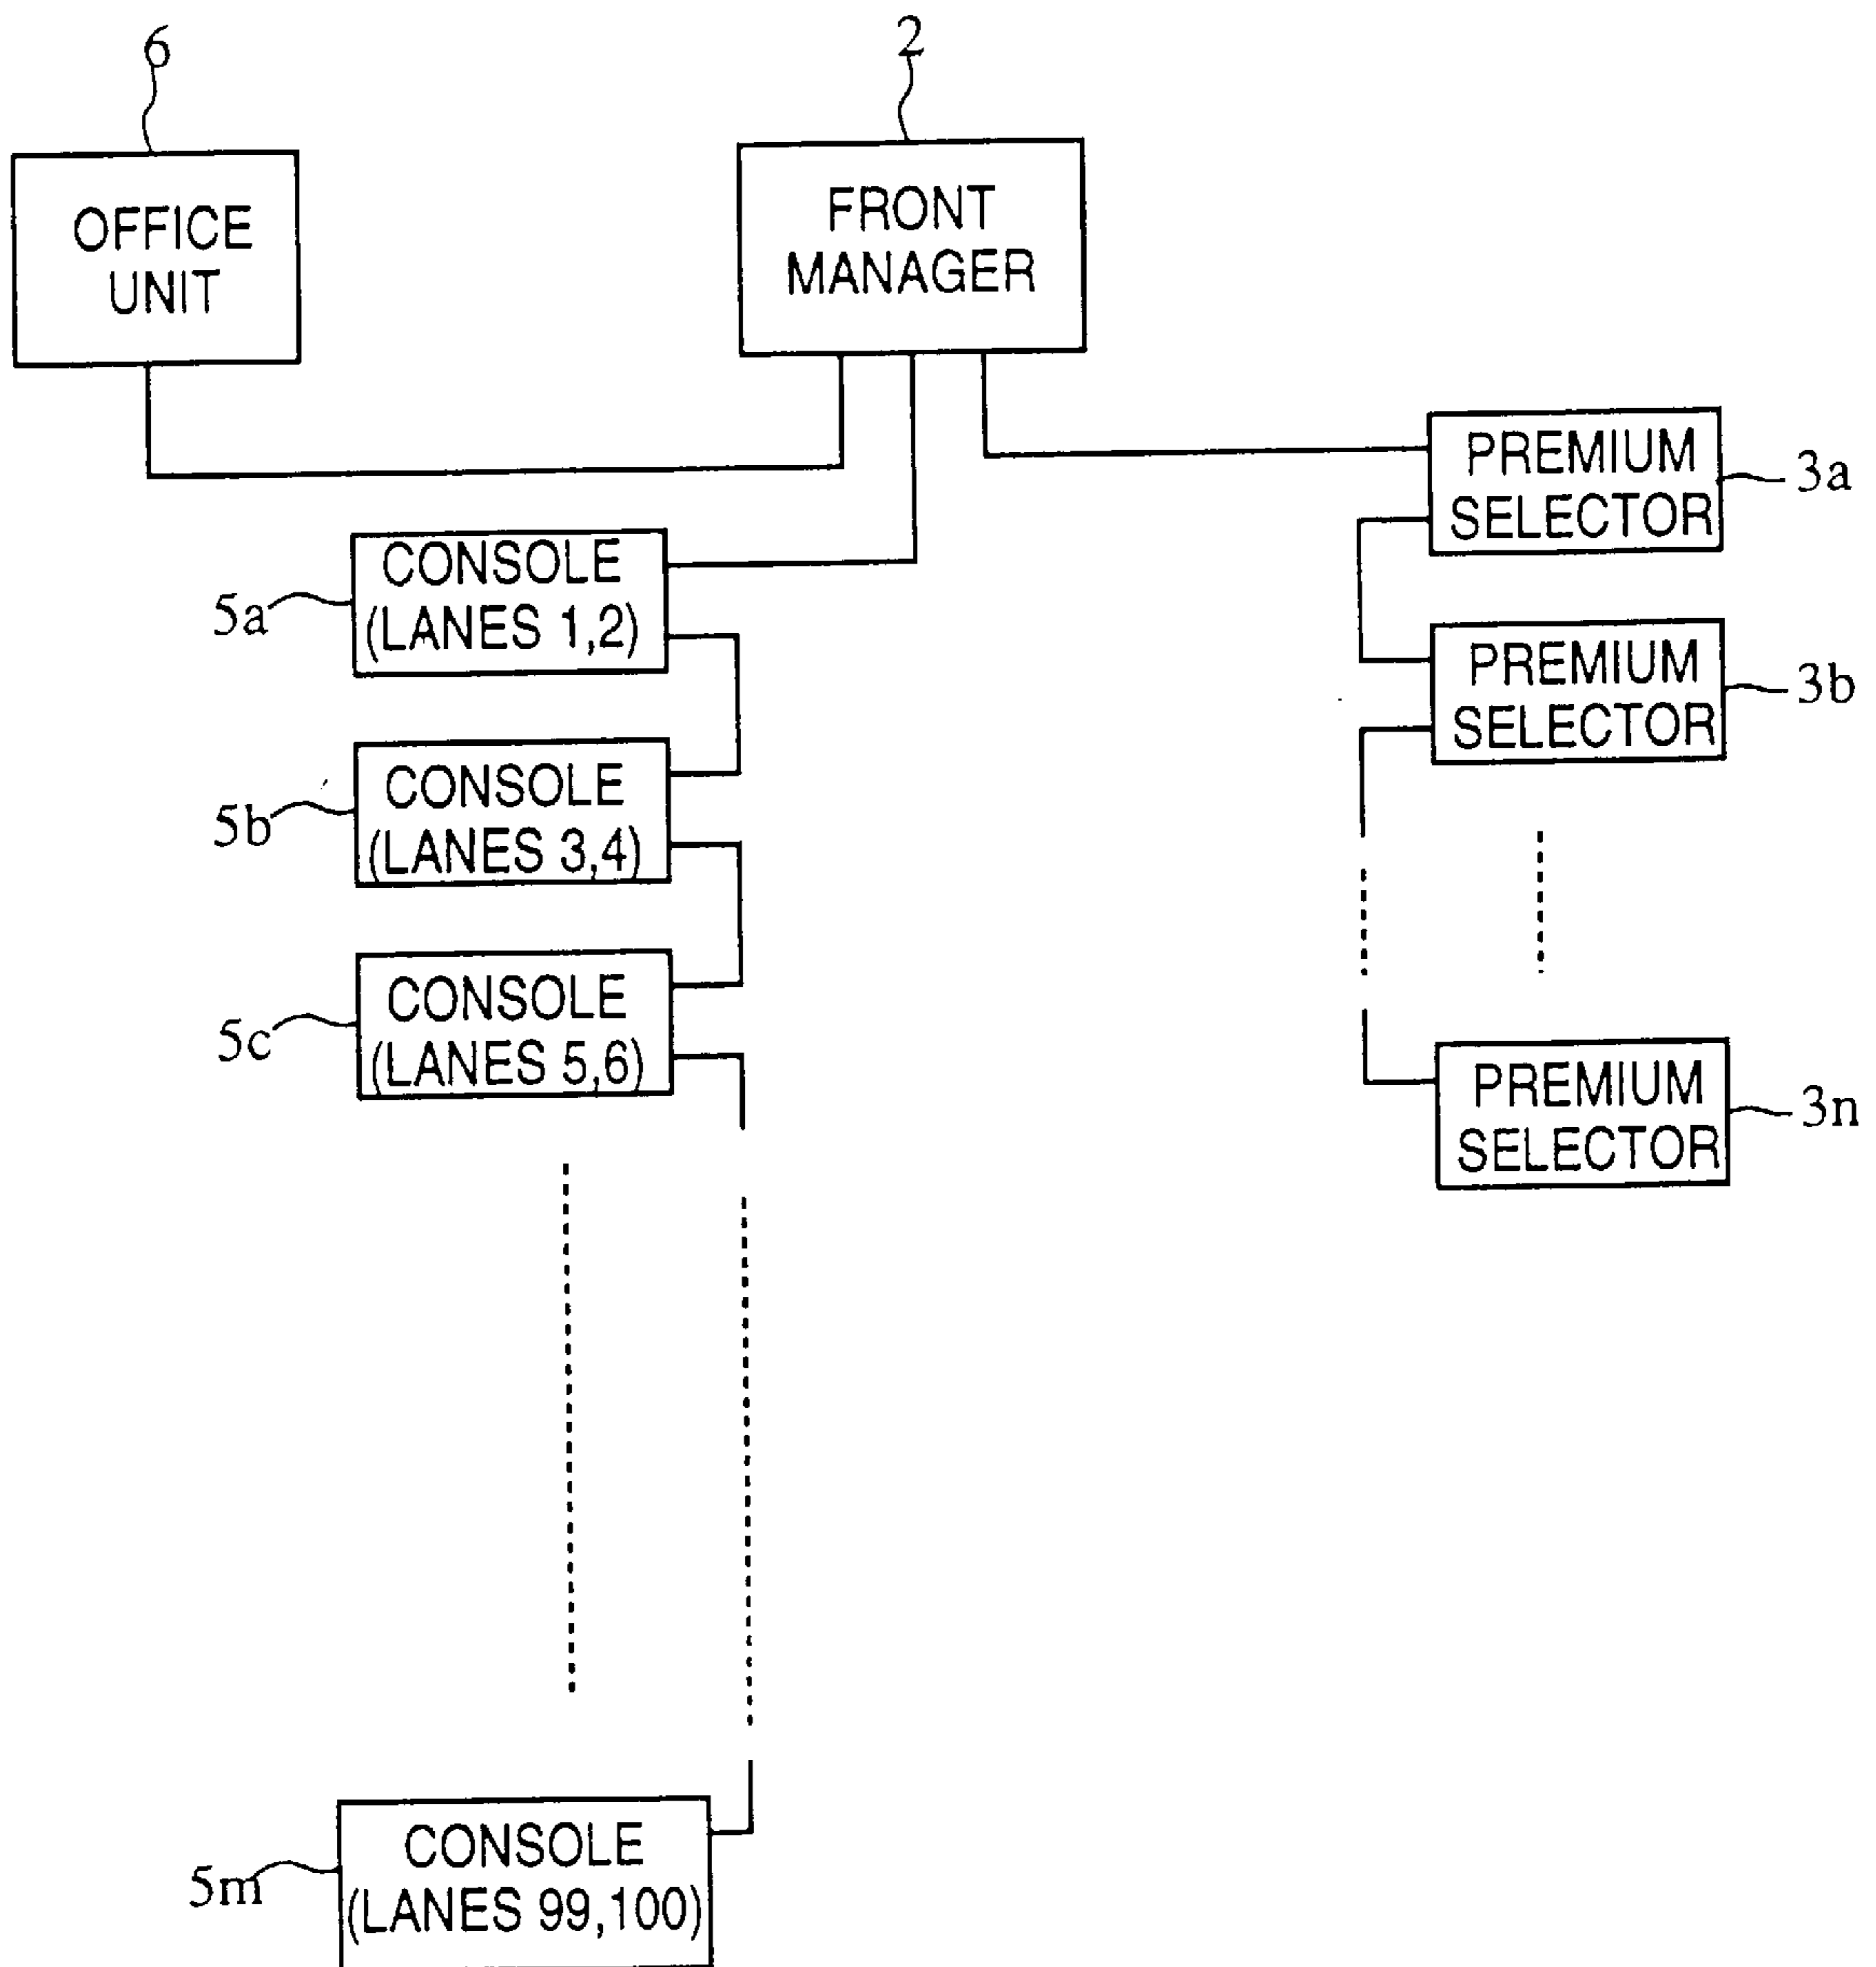 6
2
OFFICE
UNIT
FRONT
MANAGER
PREMIUM
SELECTOR
3a
CONSOLE
(LANES 1,2)
5a
PREMIUM
SELECTOR
3b
CONSOLE
(LANES 3,4)
5b
CONSOLE
(LANES 5,6)
5c
PREMIUM
SELECTOR
3n
CONSOLE
(LANES 99,100)
5m